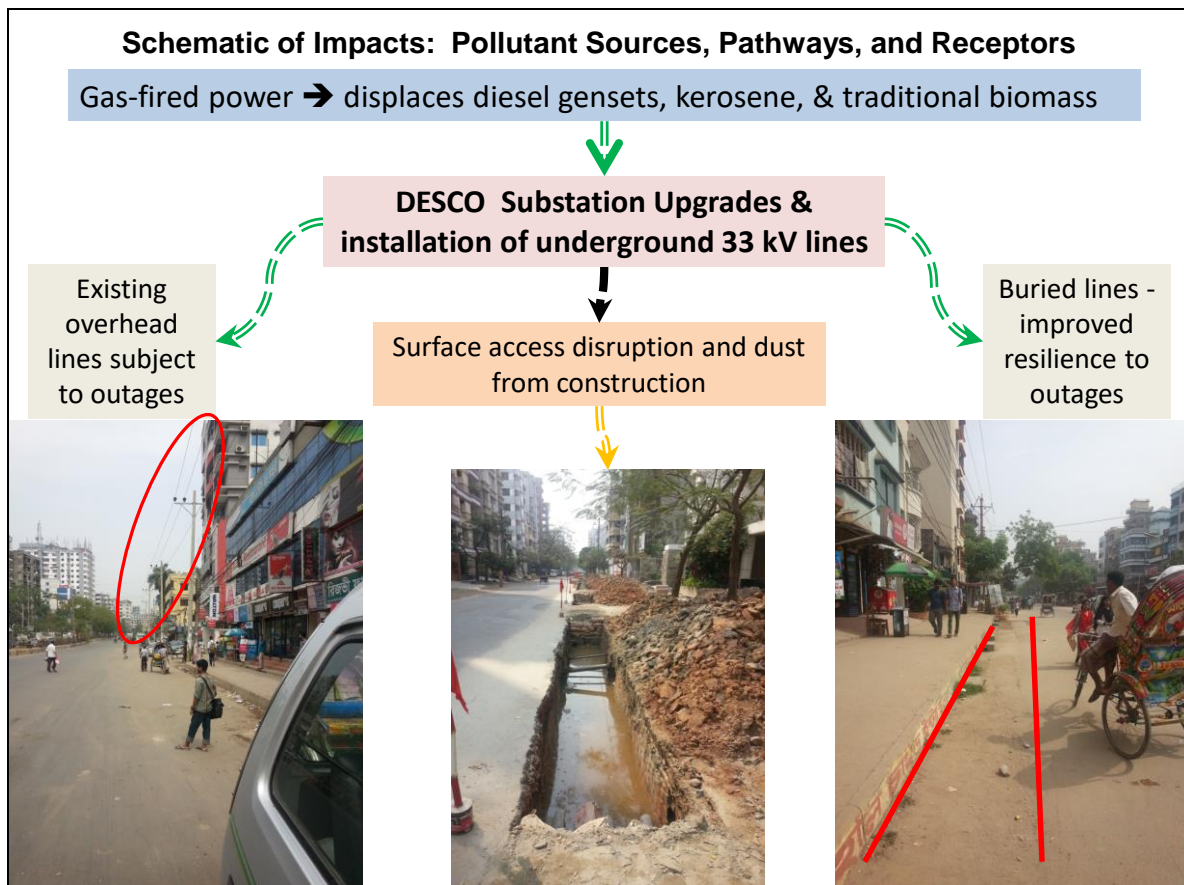 Schematic of Impacts: Pollutant Sources, Pathways, and Receptors
Gas-fired power ➔ displaces diesel gensets, kerosene, & traditional biomass
DESCO Substation Upgrades &
installation of underground 33 kV lines
Existing
overhead
lines subject
to outages
Surface access disruption and dust
from construction
Buried lines -
improved
resilience to
outages